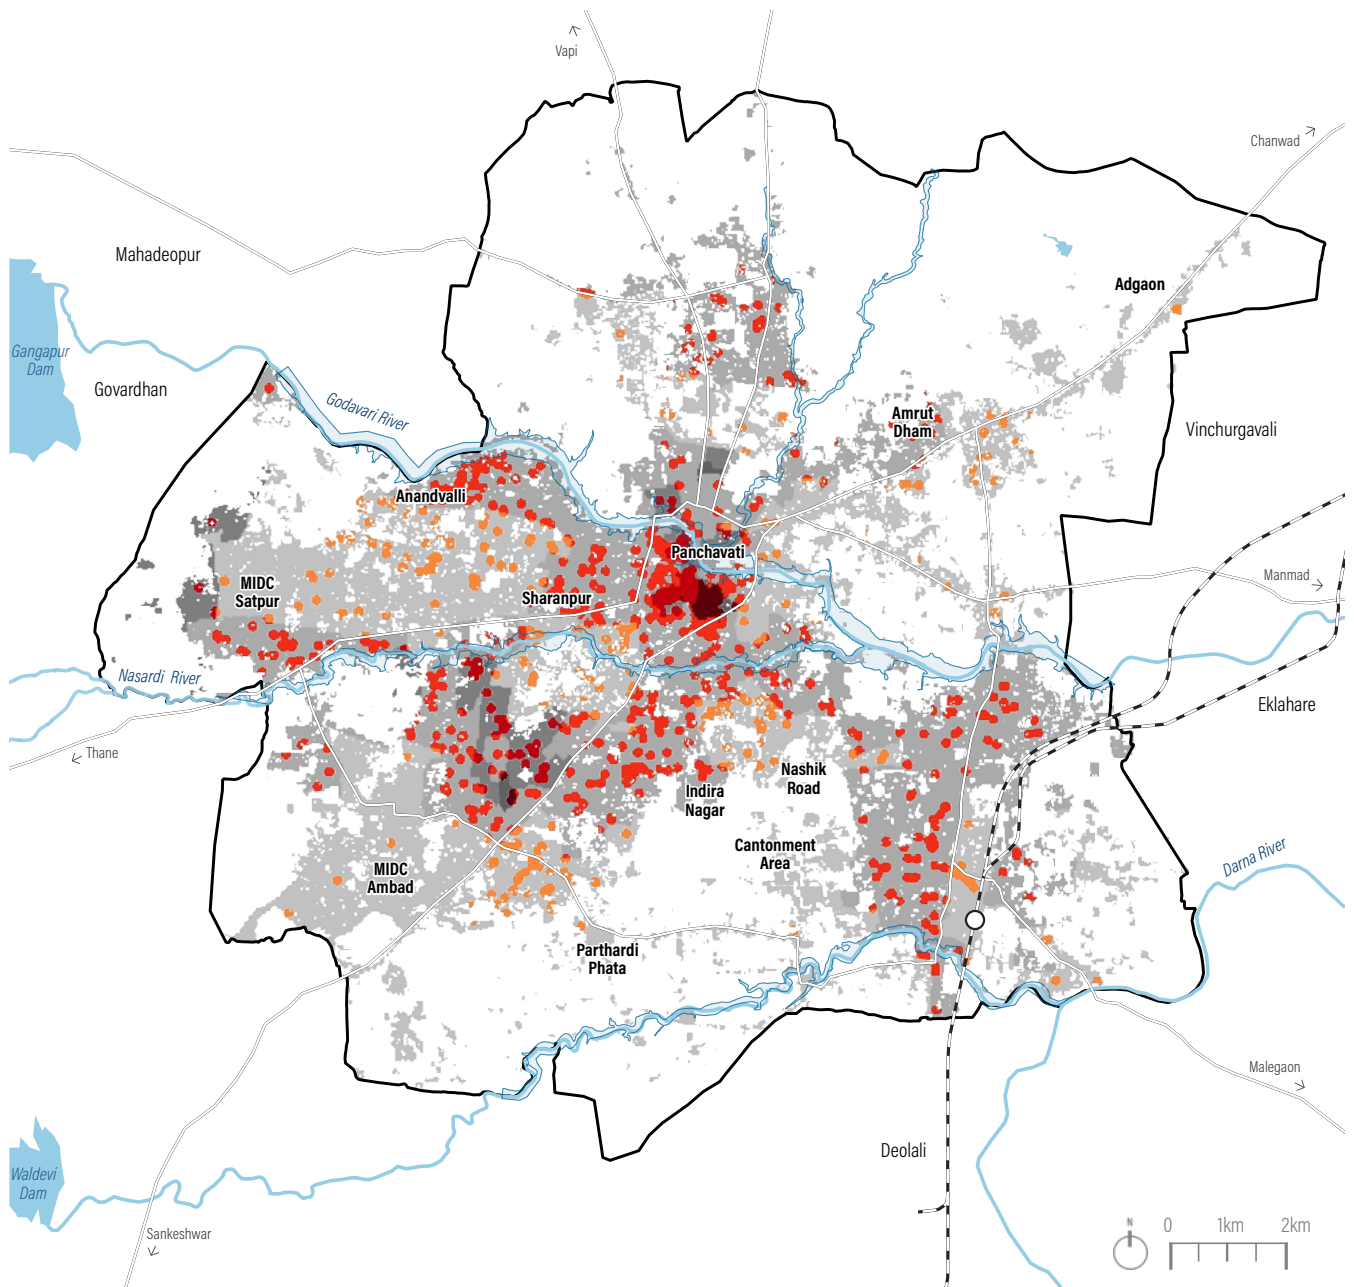 Vapi
Chanwad
Mahadeopur
Adgaon
Gangapur
Dam
Govardhan
Godavari River
Amrut
Dham
Vinchurgavali
Anandvalli
Panchavati
MIDC
Satpur
Sharanpur
Manmad
Nasardi River
Eklahare
Thane
Nashik
Road
Indira
Nagar
Cantonment
Area
MIDC
Ambad
Darna River
Parthardi
Phata
Malegaon
Deolali
Waldevi
Dam
Sankeshwar
N
0 1km 2km